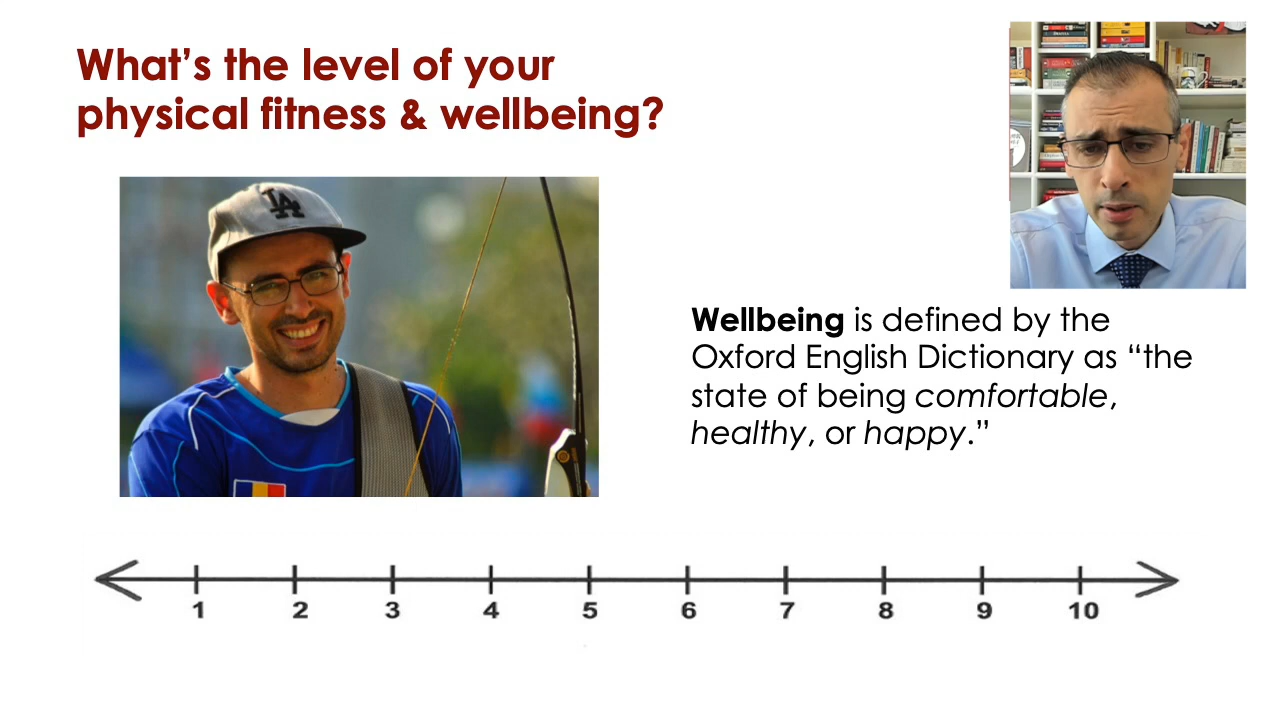 What’s the level of your
physical fitness & wellbeing?
LA
Wellbeing is defined by the
Oxford English Dictionary as “the
state of being comfortable,
healthy, or happy.”
1 2 3 4 5 6 7 8 9 10